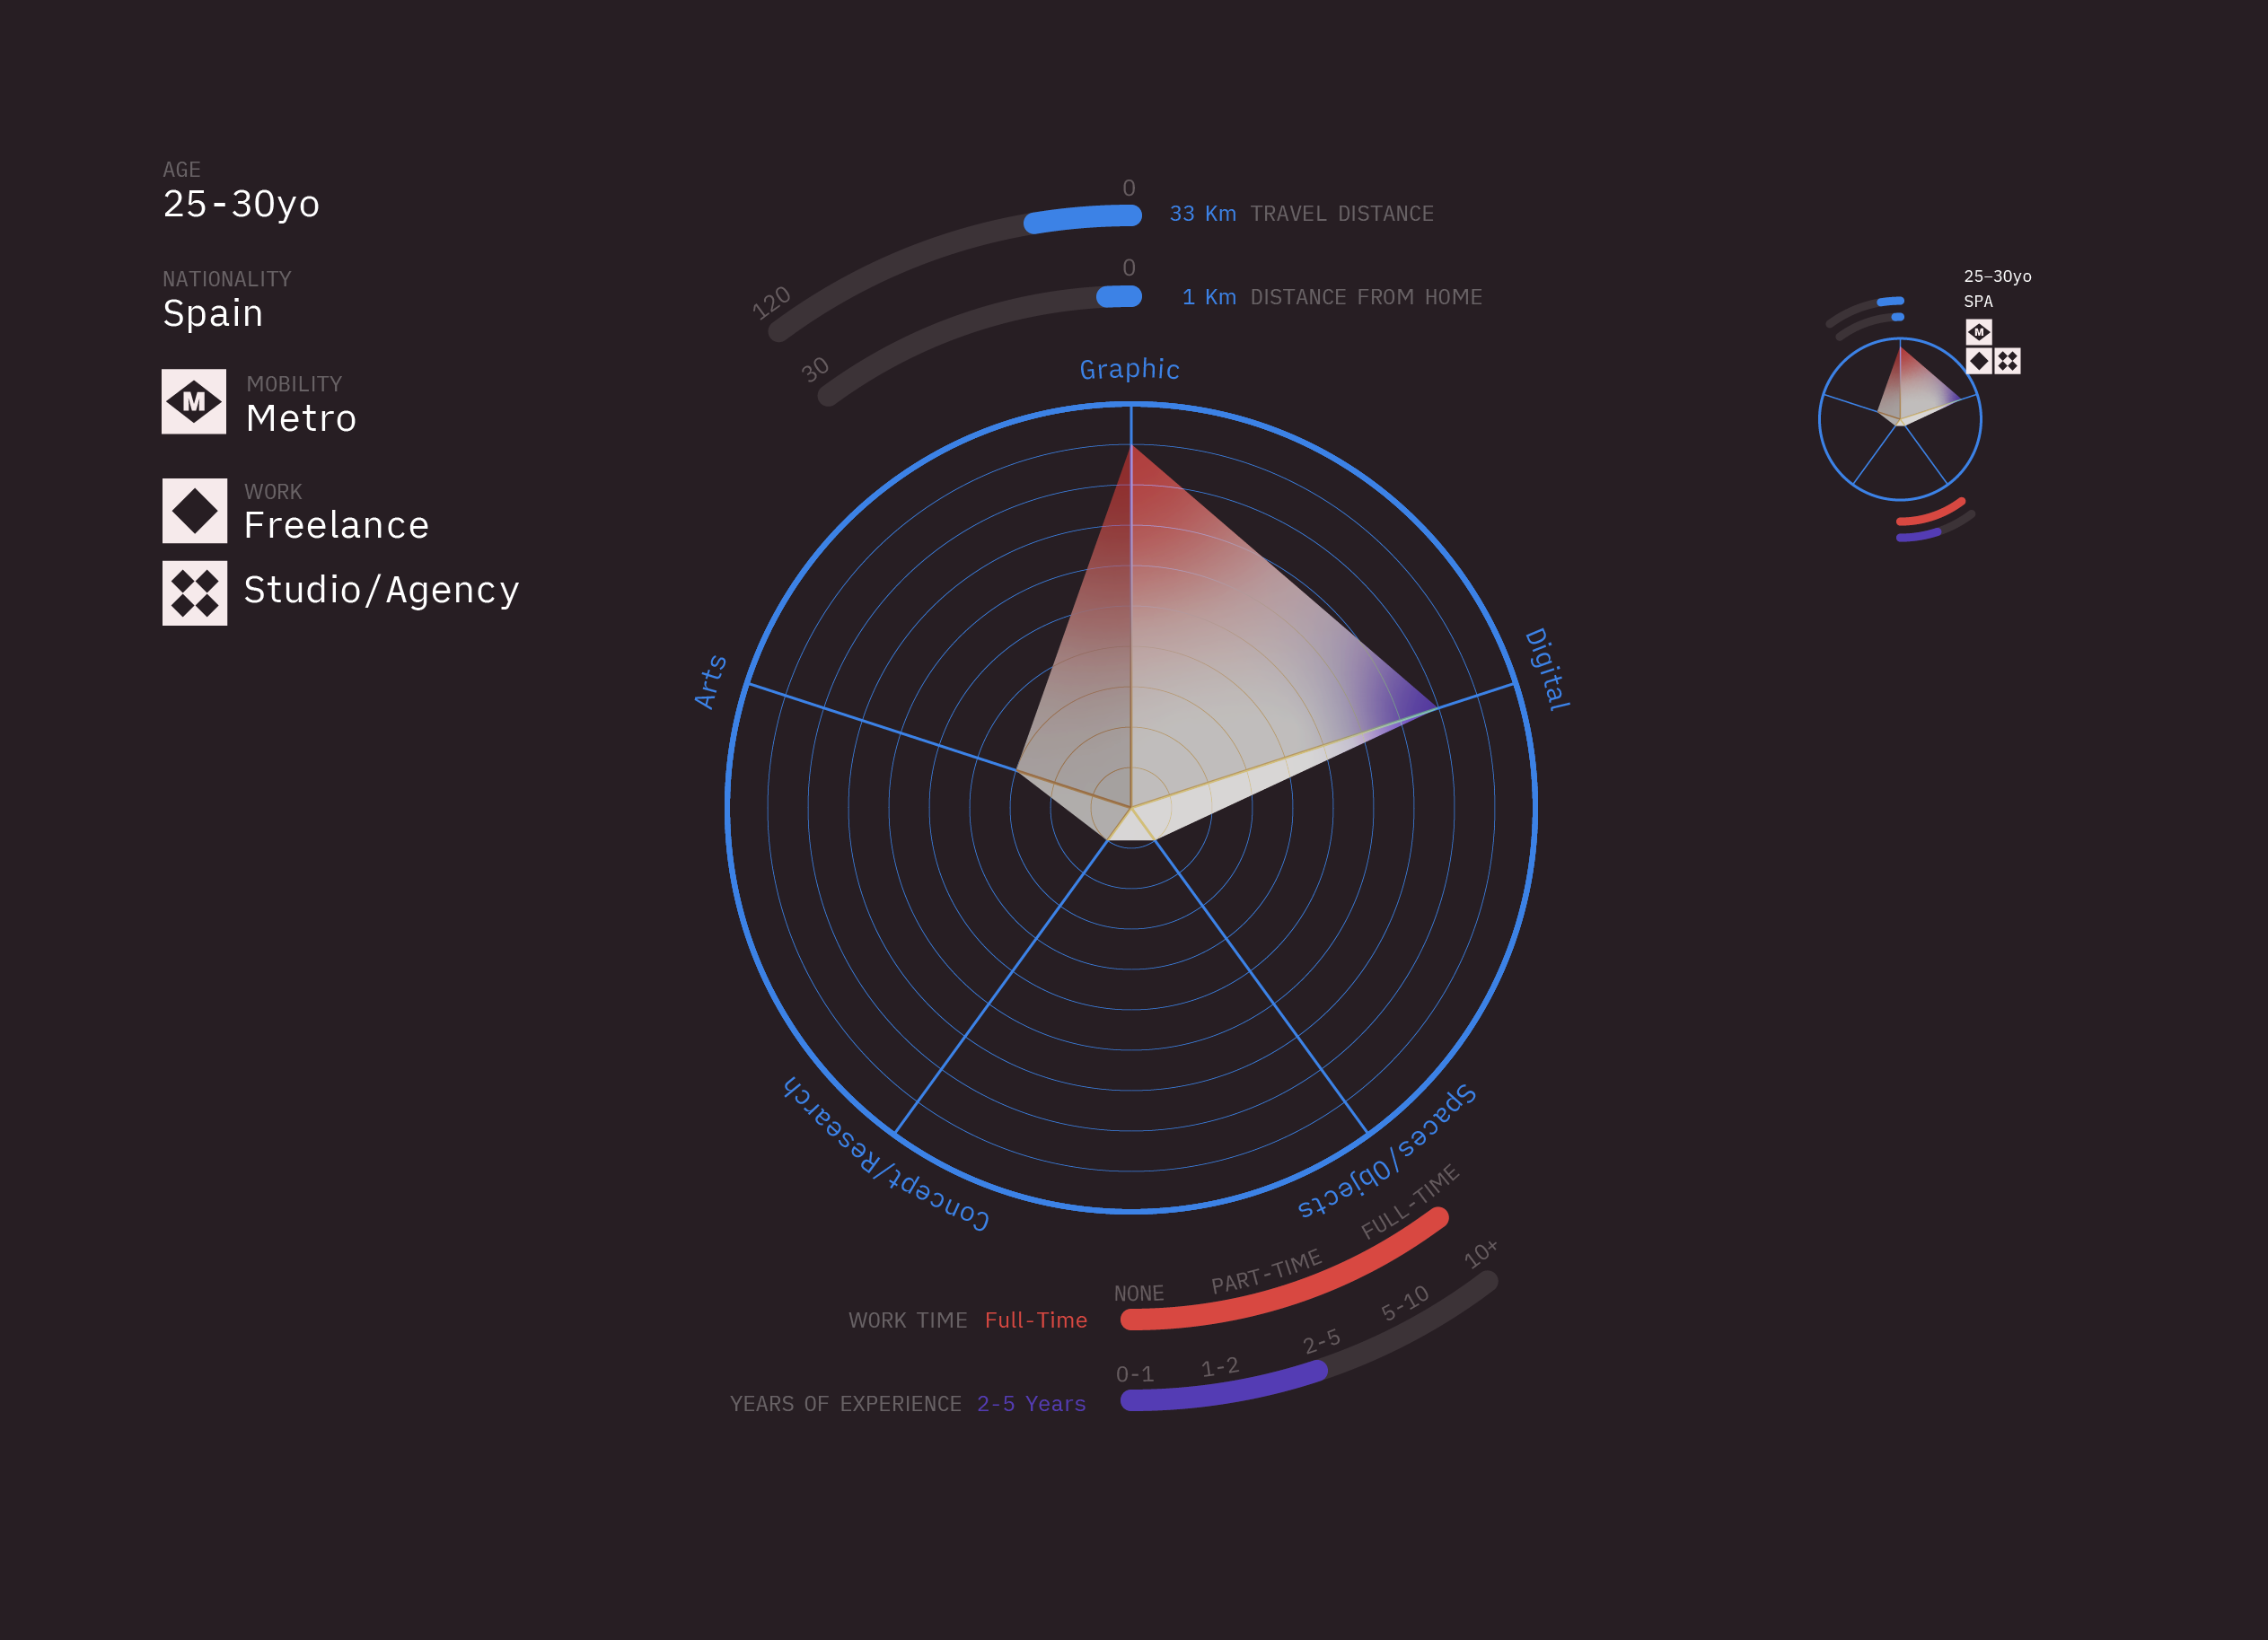 AGE
25-30yo
NATIONALITY
Spain
M
MOBILITY
Metro
WORK
Freelance
Studio/Agency
0
33 Km TRAVEL DISTANCE
120
0
1 Km DISTANCE FROM HOME
30
Graphic
Digital
Arts
Concept/Research
Spaces/Objects
NONE
PART-TIME
FULL-TIME
WORK TIME Full-Time
0-1
1-2
2-5
5-10
10+
YEARS OF EXPERIENCE 2-5 Years
25-30yo
SPA
M